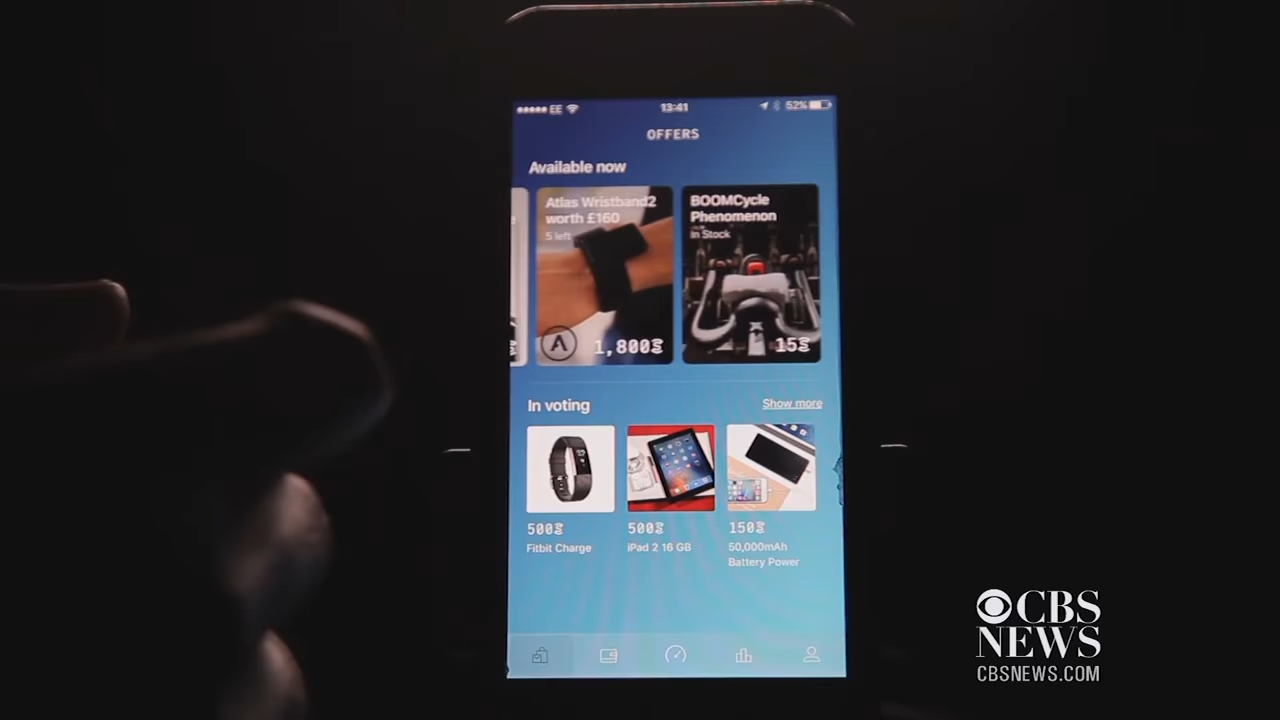 EE
13:41
52%
OFFERS
Available now
Atlas Wristband2
worth £160
5 left
1,800
BOOMCycle
Phenomenon
In Stock
15
In voting
Show more
500
Fitbit Charge
500
iPad 2 16 GB
150
50,000mAh
Battery Power
CBS
NEWS
CBSNEWS.COM